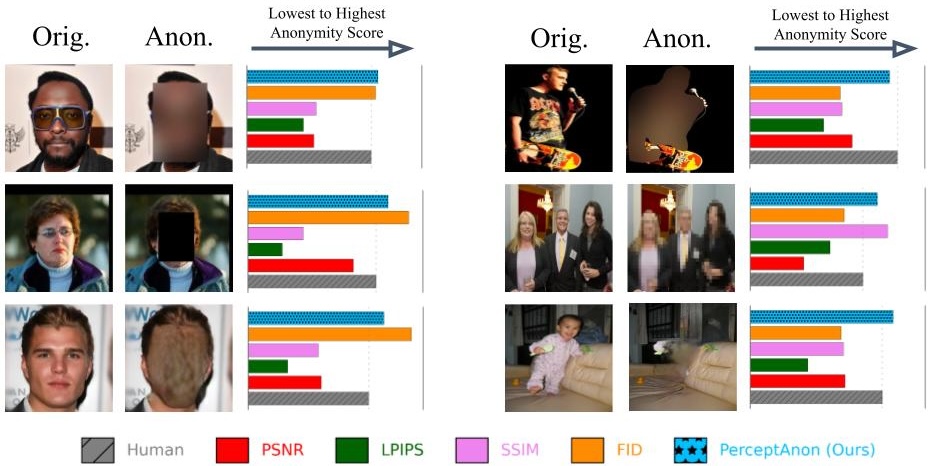 Lowest to Highest
Anonymity Score
Orig.
Anon.
Lowest to Highest
Anonymity Score
Orig.
Anon.
Human
PSNR
LPIPS
SSIM
FID
PerceptAnon (Ours)